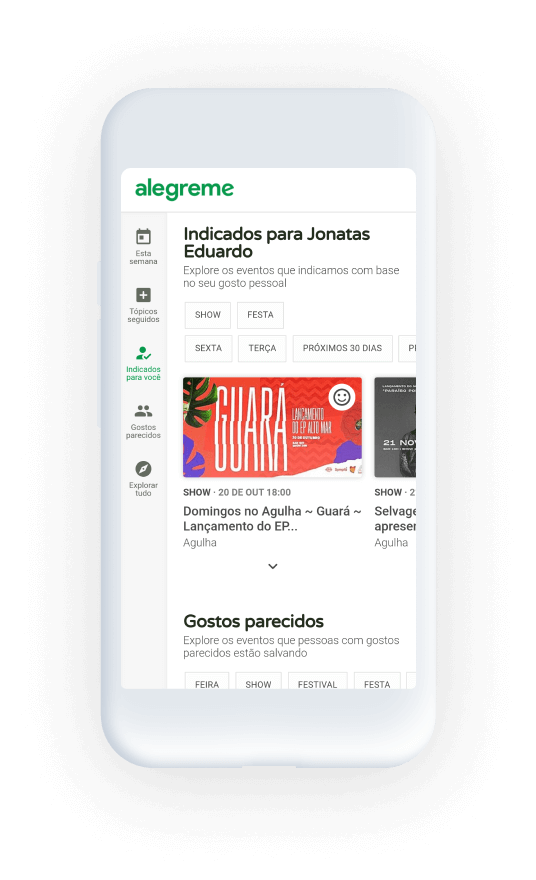 alegreme
Esta
semana
Tópicos
seguidos
Indicados
para você
Gostos
parecidos
Explorar
tudo
Indicados para Jonatas
Eduardo
Explore os eventos que indicamos com base
no seu gosto pessoal
SHOW
FESTA
SEXTA
TERÇA
PRÓXIMOS 30 DIAS
GUARÁ
LANÇAMENTO
DO EP ALTO MAR
20 DE OUTUBRO
21 NOV
SHOW · 20 DE OUT 18:00
Domingos no Agulha ~ Guará ~
Lançamento do EP...
Agulha
SHOW · 2
Selvage
apresen
Agulha
Gostos parecidos
Explore os eventos que pessoas com gostos
parecidos estão salvando
FEIRA
SHOW
FESTIVAL
FESTA